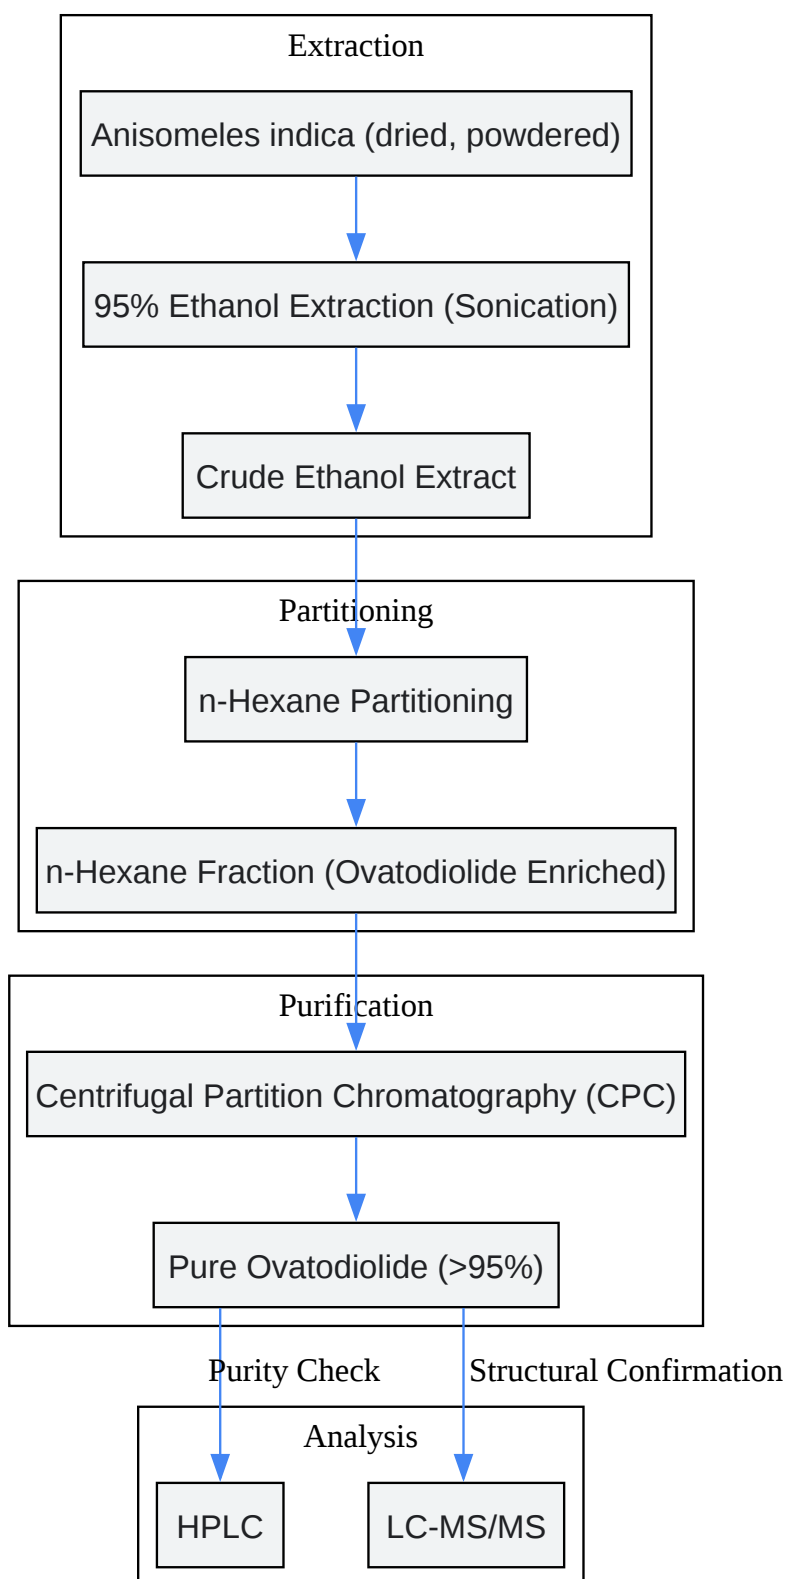 Extraction
Anisomeles indica (dried, powdered)
95% Ethanol Extraction (Sonication)
Crude Ethanol Extract
Partitioning
n-Hexane Partitioning
n-Hexane Fraction (Ovatodiolide Enriched)
Purification
Centrifugal Partition Chromatography (CPC)
Pure Ovatodiolide (>95%)
Purity Check
Structural Confirmation
Analysis
HPLC
LC-MS/MS